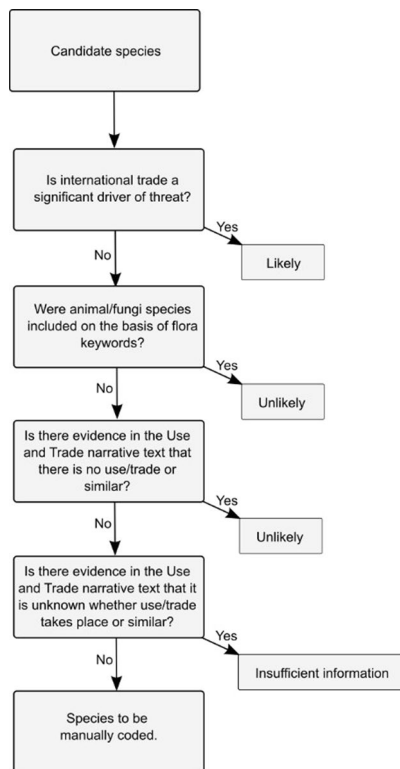 Candidate species
Is international trade a
significant driver of threat?
Yes
No
Likely
Were animal/fungi species
included on the basis of flora
keywords?
Yes
No
Unlikely
Is there evidence in the Use
and Trade narrative text that
there is no use/trade or
similar?
Yes
No
Unlikely
Is there evidence in the Use
and Trade narrative text that it
is unknown whether use/trade
takes place or similar?
Yes
No
Insufficient information
Species to be
manually coded.